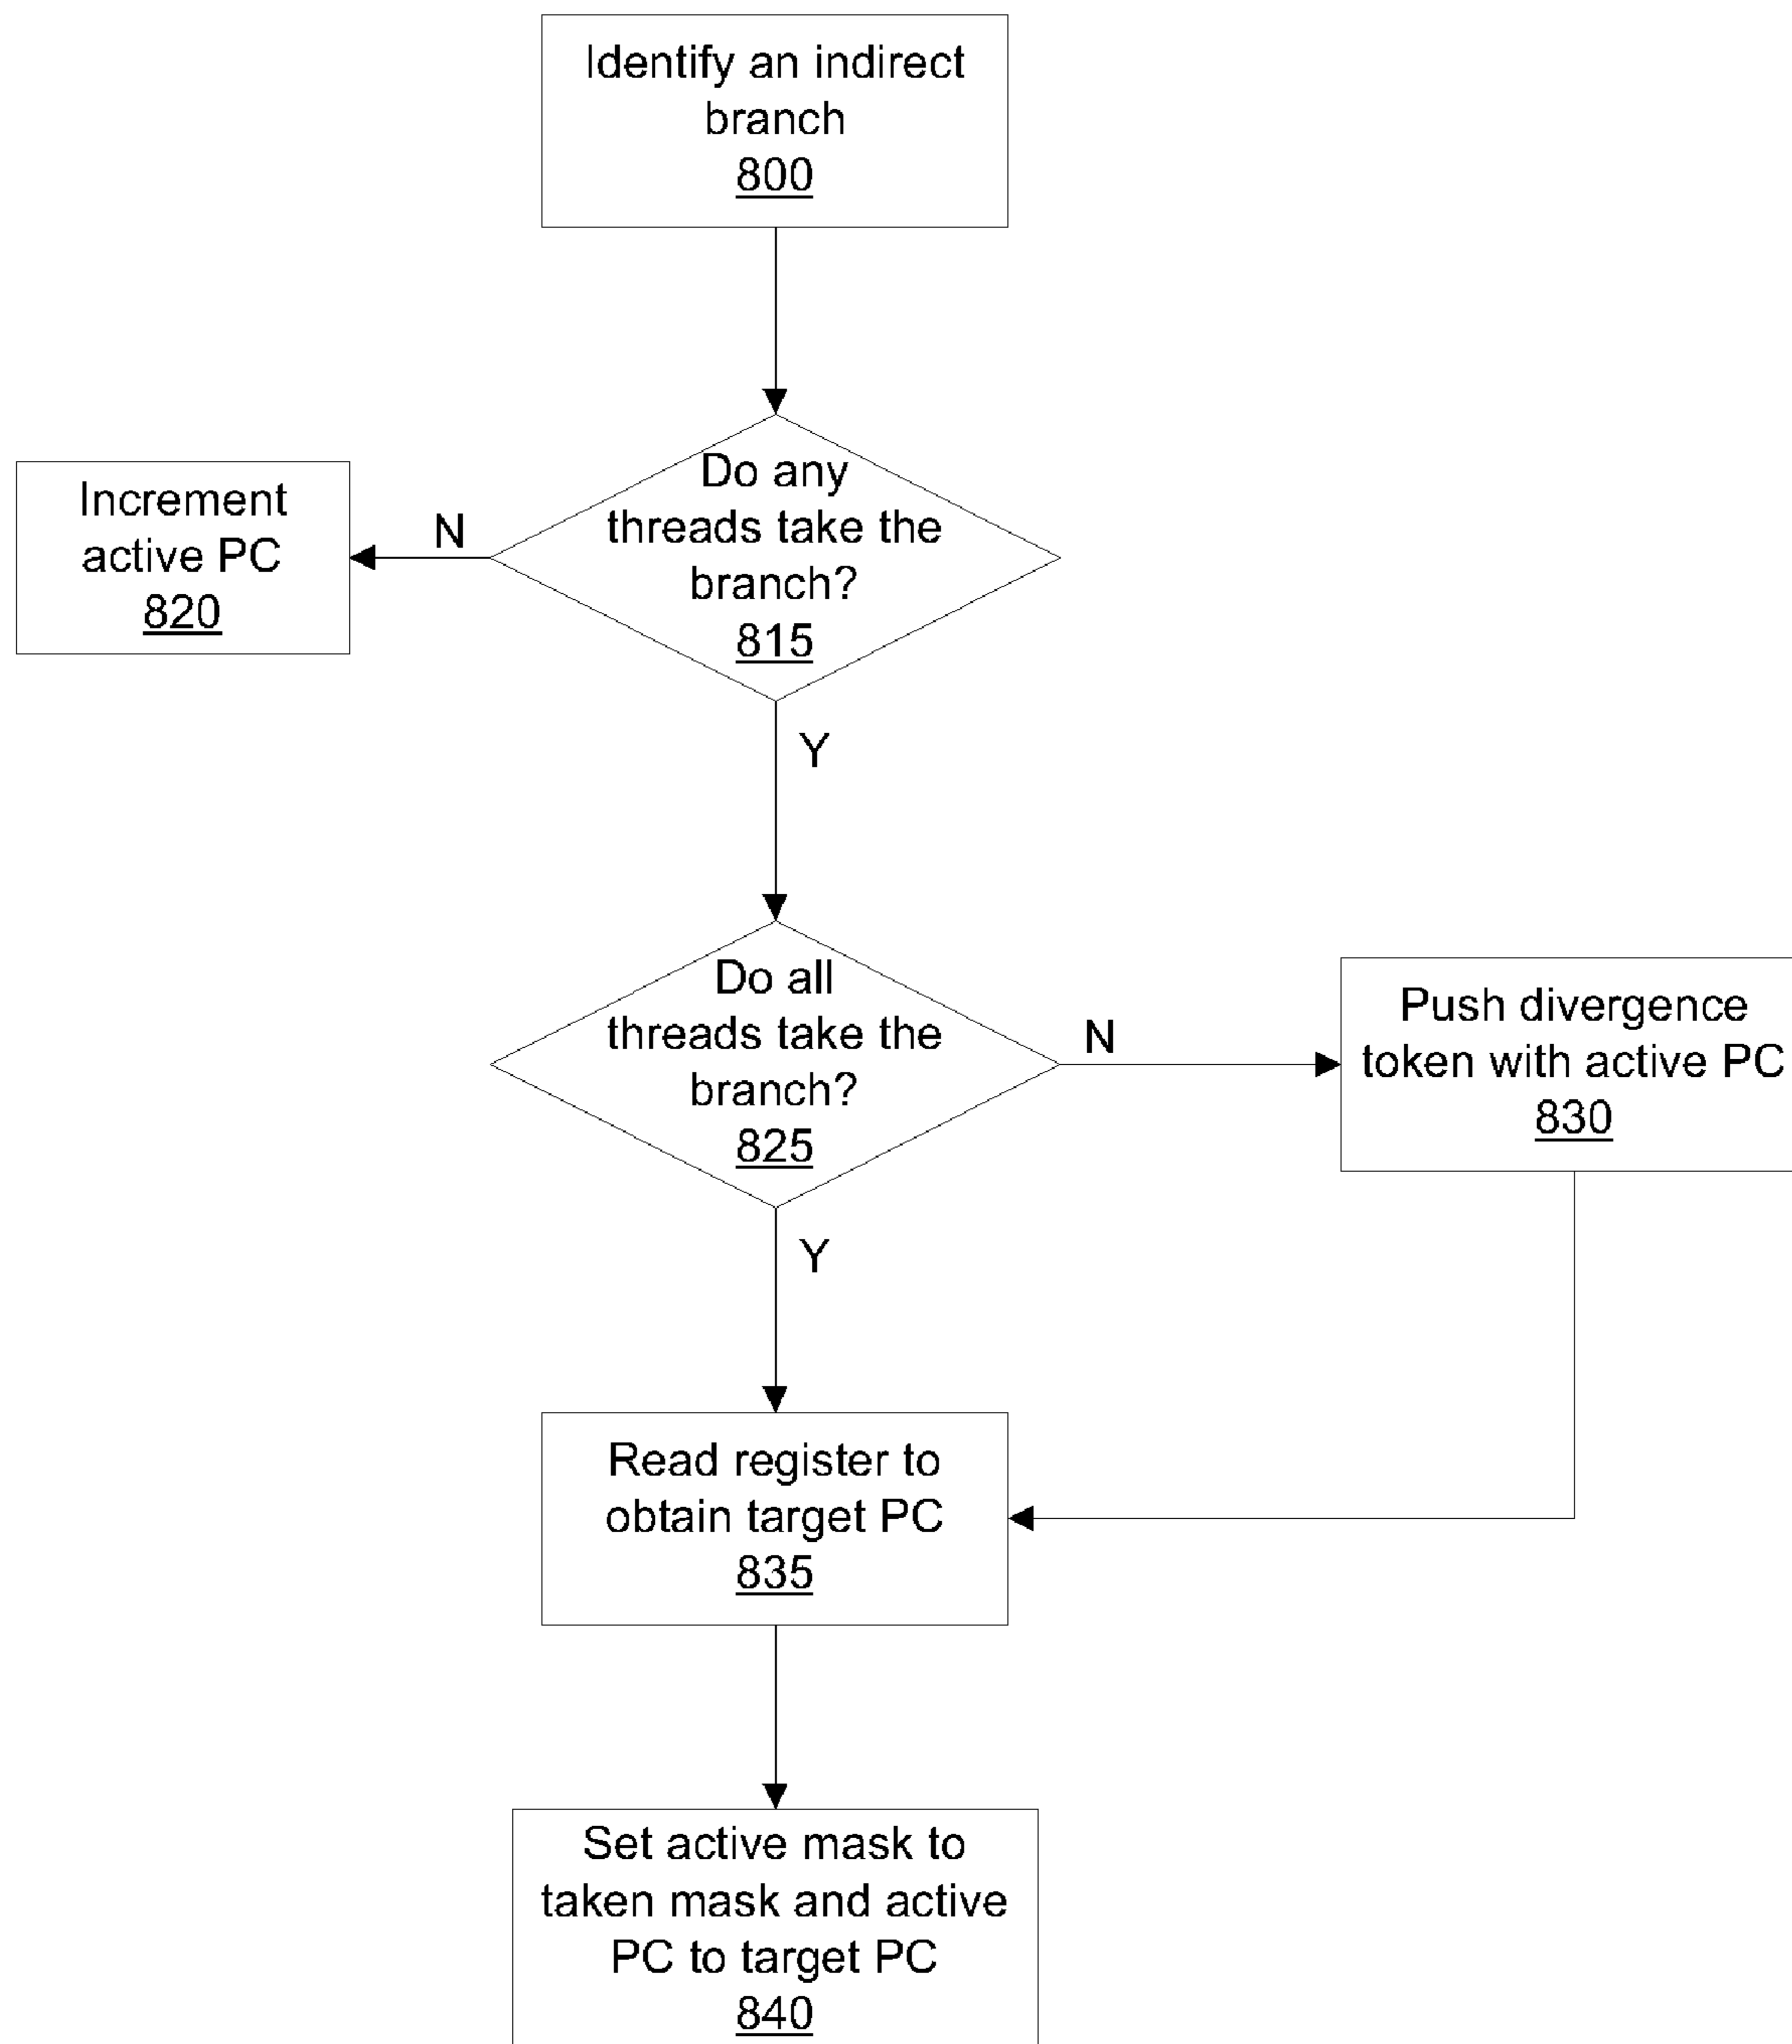 Identify an indirect
branch
800
Do any
threads take the
branch?
815
N
Increment
active PC
820
Y
Do all
threads take the
branch?
825
N
Push divergence
token with active PC
830
Y
Read register to
obtain target PC
835
Set active mask to
taken mask and active
PC to target PC
840